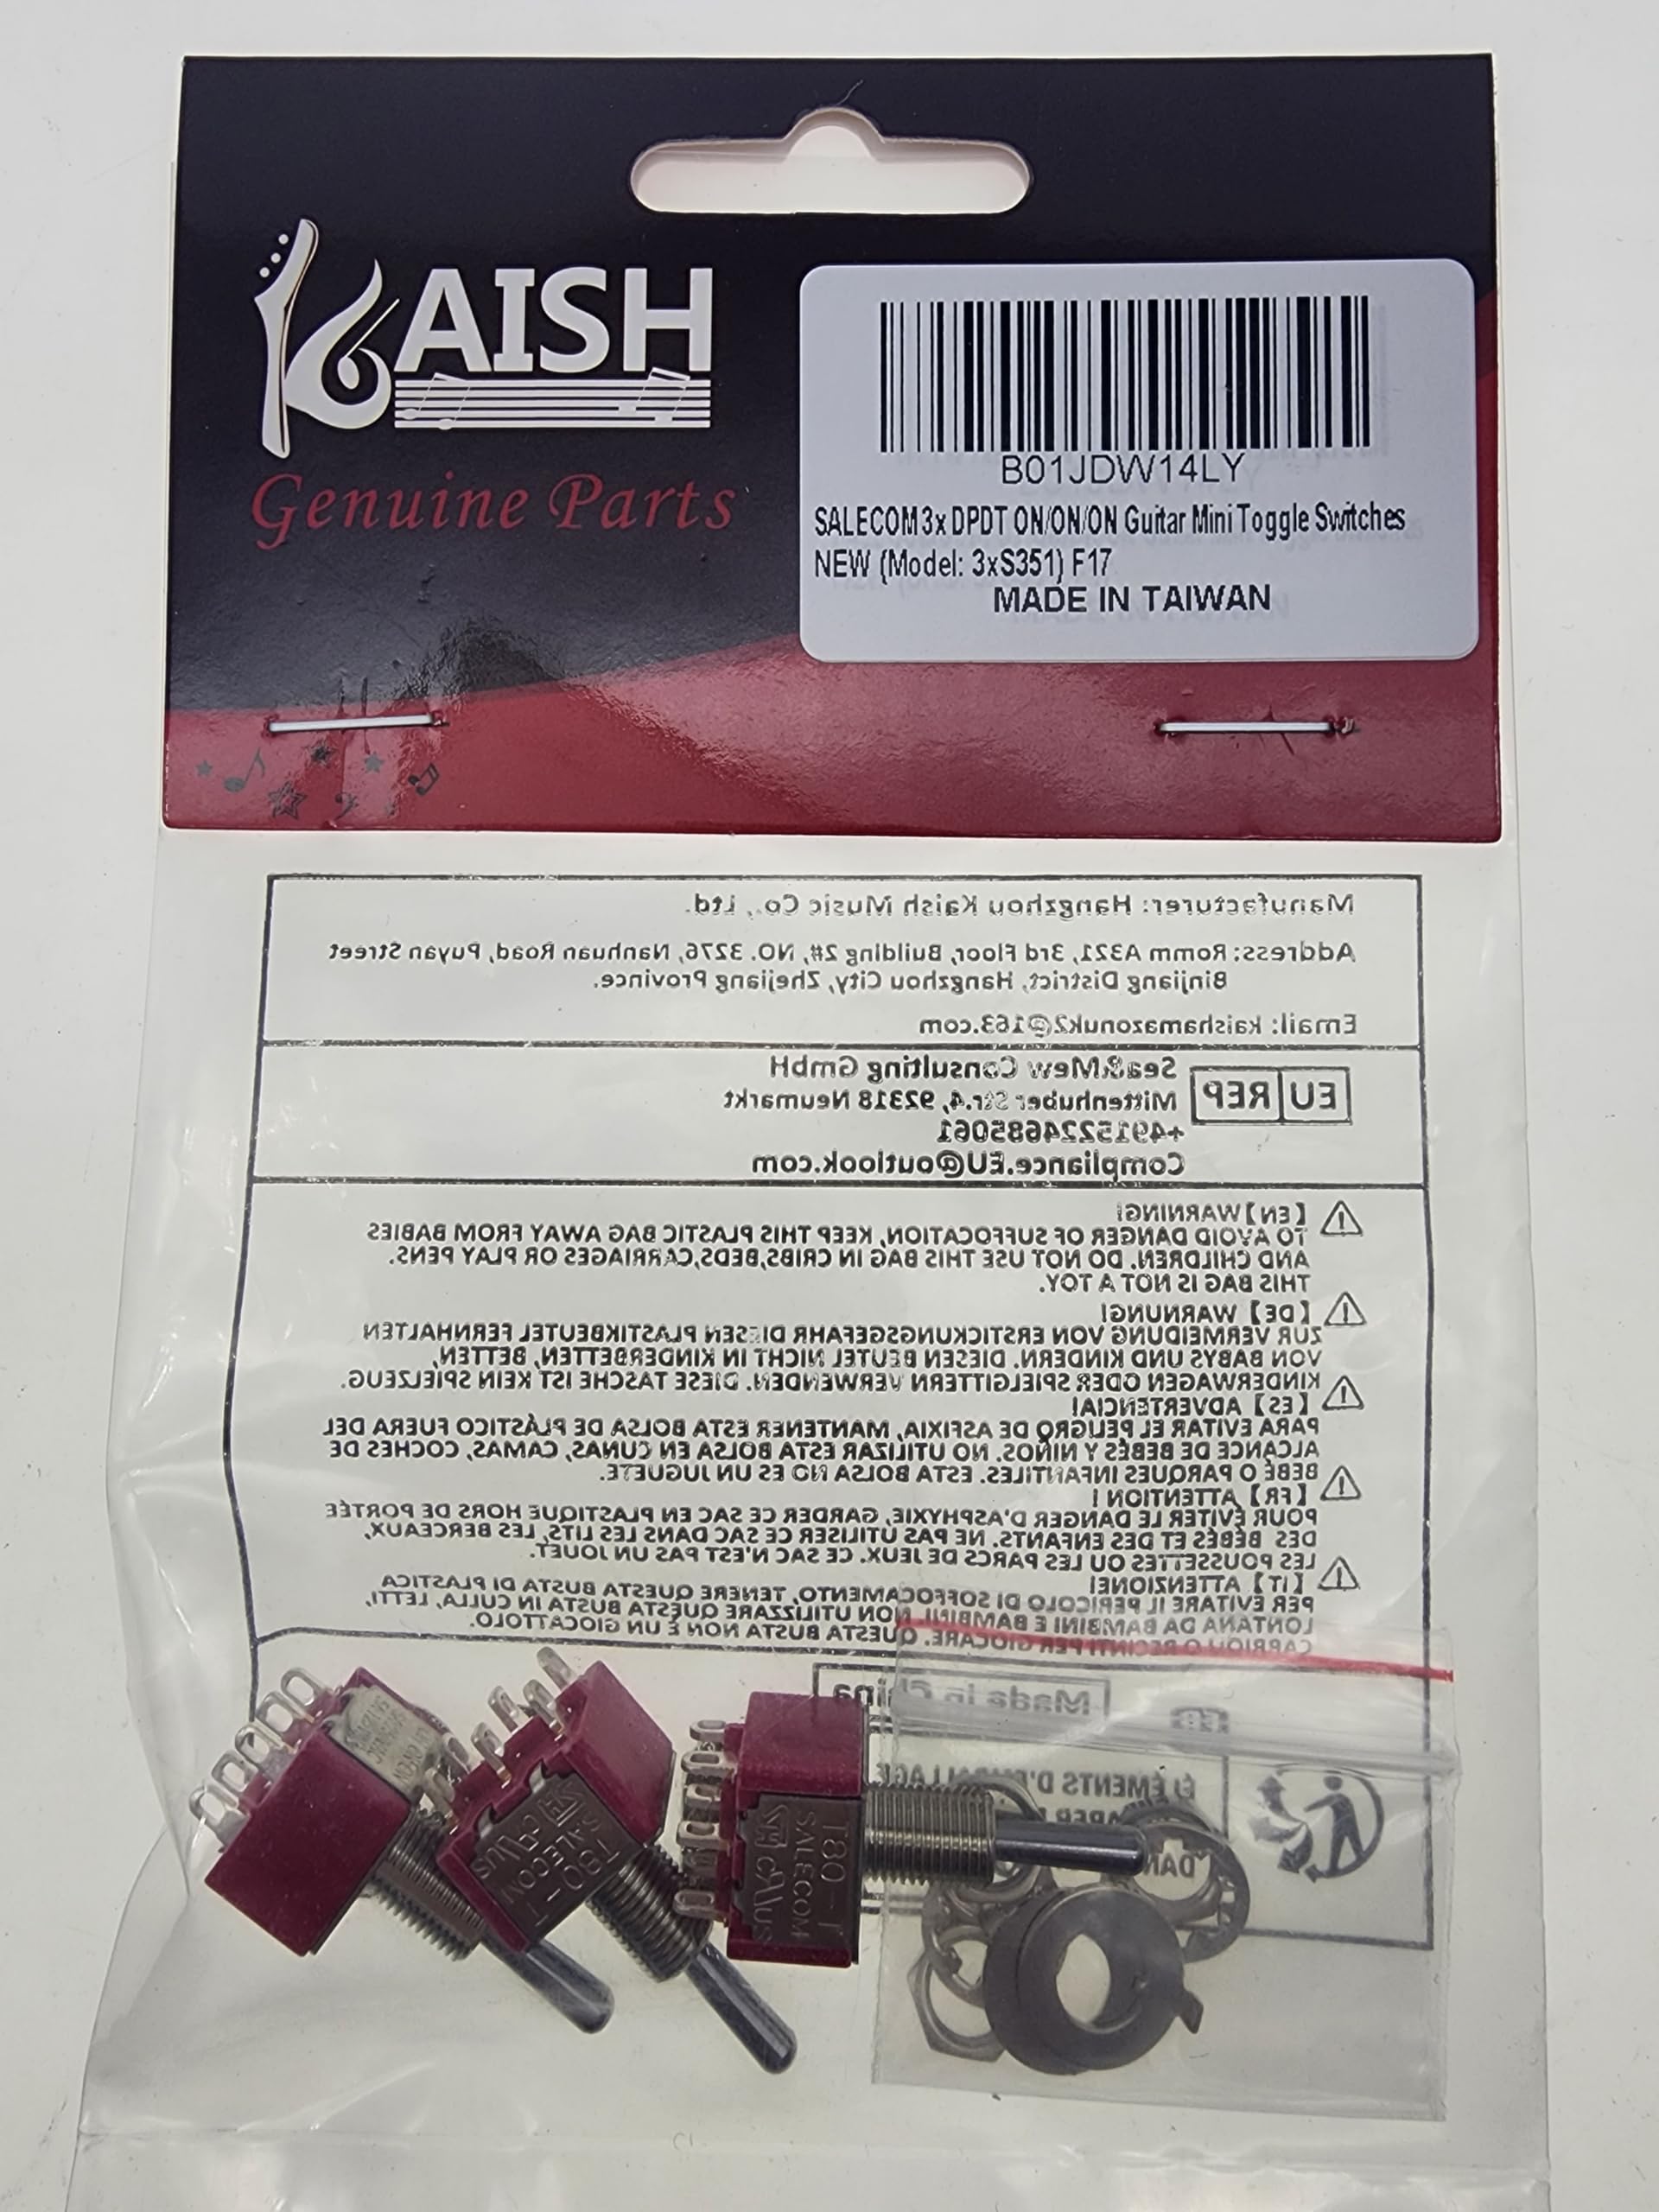 KAISH
Genuine Parts
B01JDW14LY
SALECOM 3x DPDT ON/ON/ON Guitar Mini Toggle Switches
NEW (Model: 3xS351) F17
MADE IN TAIWAN
Manufacturer: Hangzhou Kaish Music Co., Ltd.
Address: Romm A321, 3rd Floor, Building 2#, NO. 3276, Nanhuan Road, Puyan Street
Binjiang District, Hangzhou City, Zhejiang Province.
Email: kaishamazonuk2@163.com
EU REP
Sea&Mew Consulting GmbH
Mittenhuber Str.4, 92318 Neumarkt
+4915224685061
Compliance.EU@outlook.com
【EN】WARNING!
TO AVOID DANGER OF SUFFOCATION, KEEP THIS PLASTIC BAG AWAY FROM BABIES
AND CHILDREN. DO NOT USE THIS BAG IN CRIBS,BEDS,CARRIAGES OR PLAY PENS.
THIS BAG IS NOT A TOY.
【DE】WARNUNG!
ZUR VERMEIDUNG VON ERSTICKUNGSGEFAHR DIESEN PLASTIKBEUTEL FERNHALTEN
VON BABYS UND KINDERN. DIESEN BEUTEL NICHT IN KINDERBETTEN, BETTEN,
KINDERWAGEN ODER SPIELGITTERN VERWENDEN. DIESE TASCHE IST KEIN SPIELZEUG.
【ES】ADVERTENCIA!
PARA EVITAR EL PELIGRO DE ASFIXIA, MANTENER ESTA BOLSA DE PLÁSTICO FUERA DEL
ALCANCE DE BEBÉS Y NIÑOS. NO UTILIZAR ESTA BOLSA EN CUNAS, CAMAS, COCHES DE
BEBÉ O PARQUES INFANTILES. ESTA BOLSA NO ES UN JUGUETE.
【FR】ATTENTION !
POUR ÉVITER LE DANGER D'ASPHYXIE, GARDER CE SAC EN PLASTIQUE HORS DE PORTÉE
DES BÉBÉS ET DES ENFANTS. NE PAS UTILISER CE SAC DANS LES LITS, LES BERCEAUX,
LES POUSSETTES OU LES PARCS DE JEUX. CE SAC N'EST PAS UN JOUET.
【IT】ATTENZIONE!
PER EVITARE IL PERICOLO DI SOFFOCAMENTO, TENERE QUESTA BUSTA DI PLASTICA
LONTANA DA BAMBINI E BAMBINI. NON UTILIZZARE QUESTA BUSTA IN CULLA, LETTI,
CARRIOLO RECINTI PER GIOCARE. QUESTA BUSTA NON È UN GIOCATTOLO.
Made in China
ÉLÉMENTS D'EMBALLAGE
T80-T
SALECOM
US
T80-T
SALECOM
US